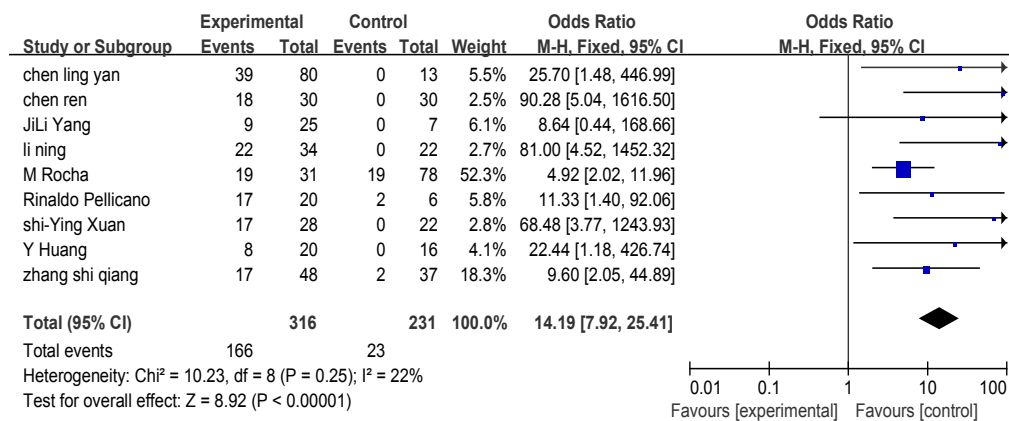 Experimental Control Odds Ratio Odds Ratio
Study or Subgroup Events Total Events Total Weight M-H, Fixed, 95% CI M-H, Fixed, 95% CI
chen ling yan 39 80 0 13 5.5% 25.70 [1.48, 446.99]
chen ren 18 30 0 30 2.5% 90.28 [5.04, 1616.50]
JiLi Yang 9 25 0 7 6.1% 8.64 [0.44, 168.66]
li ning 22 34 0 22 2.7% 81.00 [4.52, 1452.32]
M Rocha 19 31 19 78 52.3% 4.92 [2.02, 11.96]
Rinaldo Pellicano 17 20 2 6 5.8% 11.33 [1.40, 92.06]
shi-Ying Xuan 17 28 0 22 2.8% 68.48 [3.77, 1243.93]
Y Huang 8 20 0 16 4.1% 22.44 [1.18, 426.74]
zhang shi qiang 17 48 2 37 18.3% 9.60 [2.05, 44.89]
Total (95% CI) 316 231 100.0% 14.19 [7.92, 25.41]
Total events 166 23
Heterogeneity: Chi² = 10.23, df = 8 (P = 0.25); I² = 22%
Test for overall effect: Z = 8.92 (P < 0.00001)
0.01 0.1 1 10 100
Favours [experimental] Favours [control]